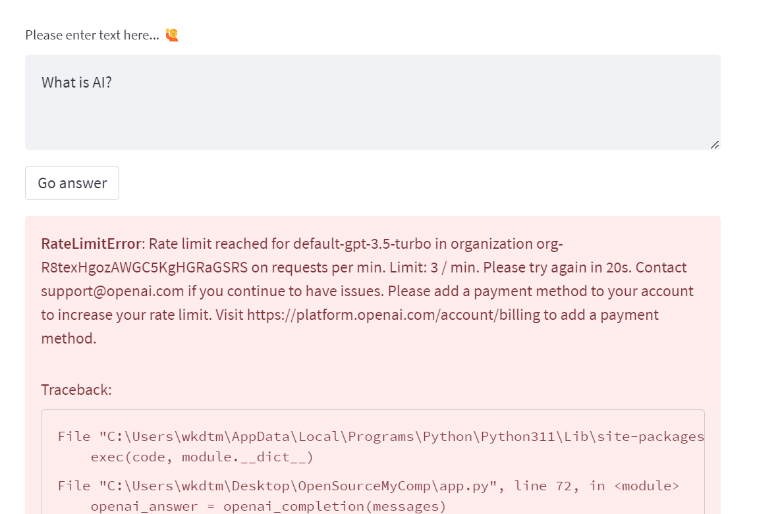 Please enter text here... 🙋
What is AI?
Go answer
RateLimitError: Rate limit reached for default-gpt-3.5-turbo in organization org-
R8texHgozAWGC5KgHGRaGSRS on requests per min. Limit: 3 / min. Please try again in 20s. Contact
support@openai.com if you continue to have issues. Please add a payment method to your account
to increase your rate limit. Visit https://platform.openai.com/account/billing to add a payment
method.
Traceback:
File "C:\Users\wkdtm\AppData\Local\Programs\Python\Python311\Lib\site-packages
exec(code, module.__dict__)
File "C:\Users\wkdtm\Desktop\OpenSourceMyComp\app.py", line 72, in <module>
openai_answer = openai_completion(messages)